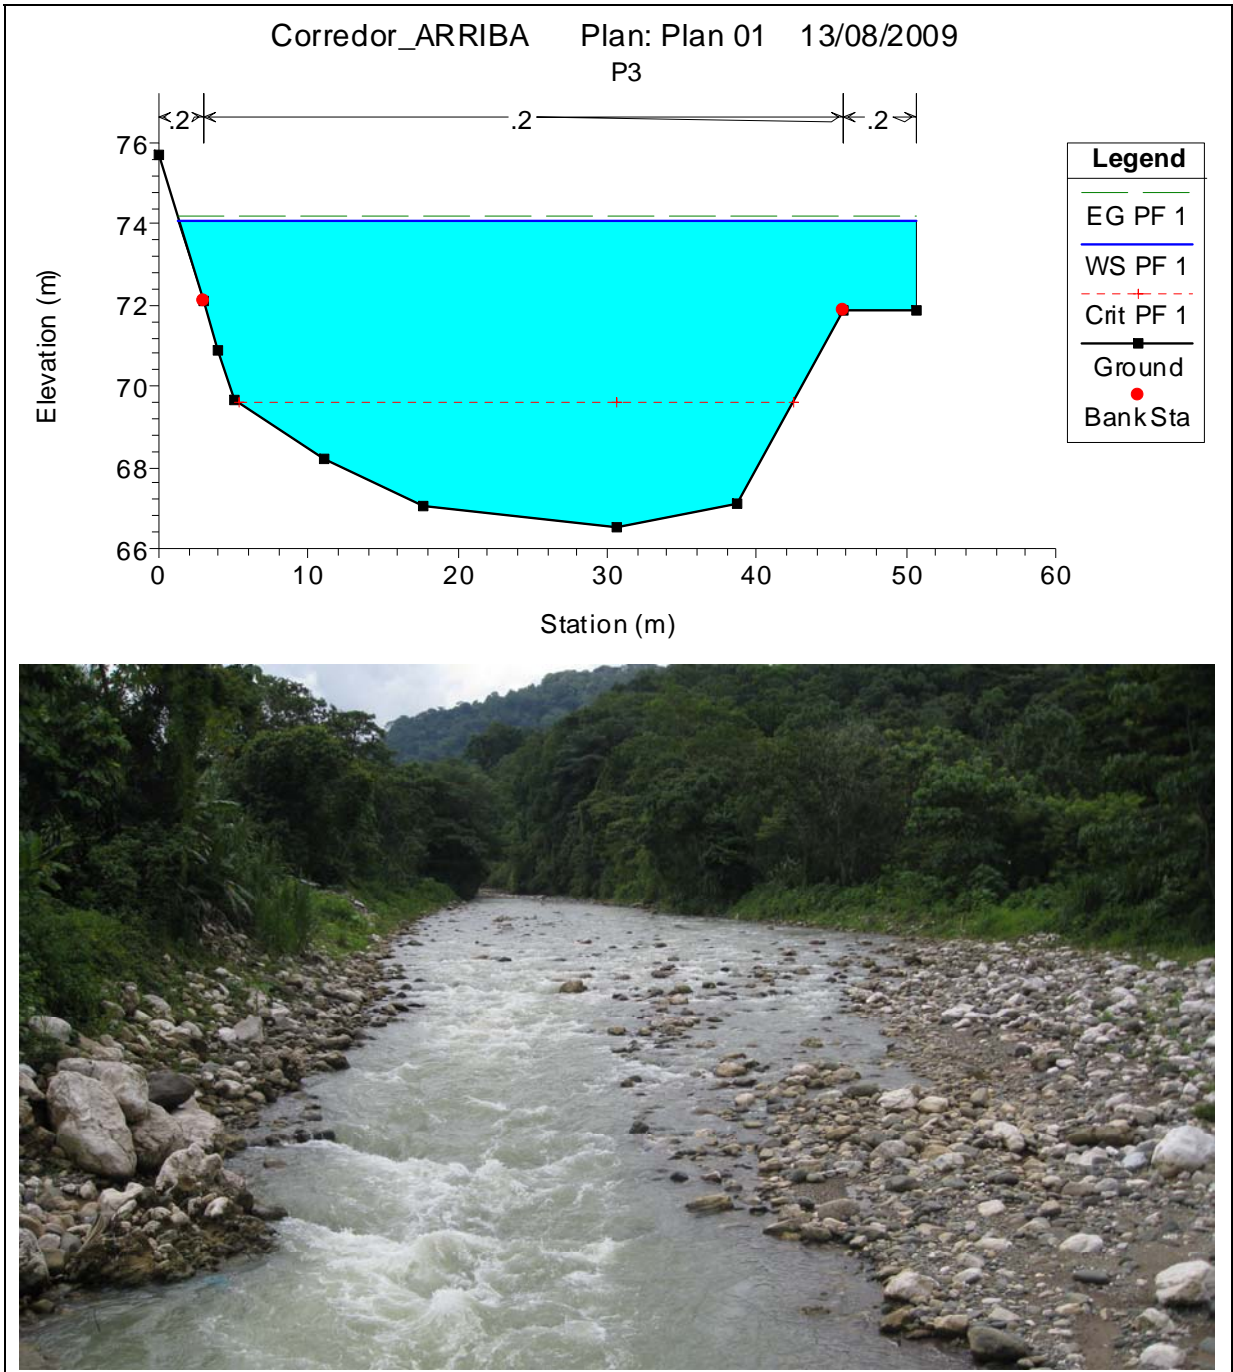 Corredor_ARRIBA Plan: Plan 01 13/08/2009
P3
.2 .2 .2
76
74
72
70
68
66
Elevation (m)
0 10 20 30 40 50 60
Station (m)
Legend
EG PF 1
WS PF 1
Crit PF 1
Ground
Bank Sta